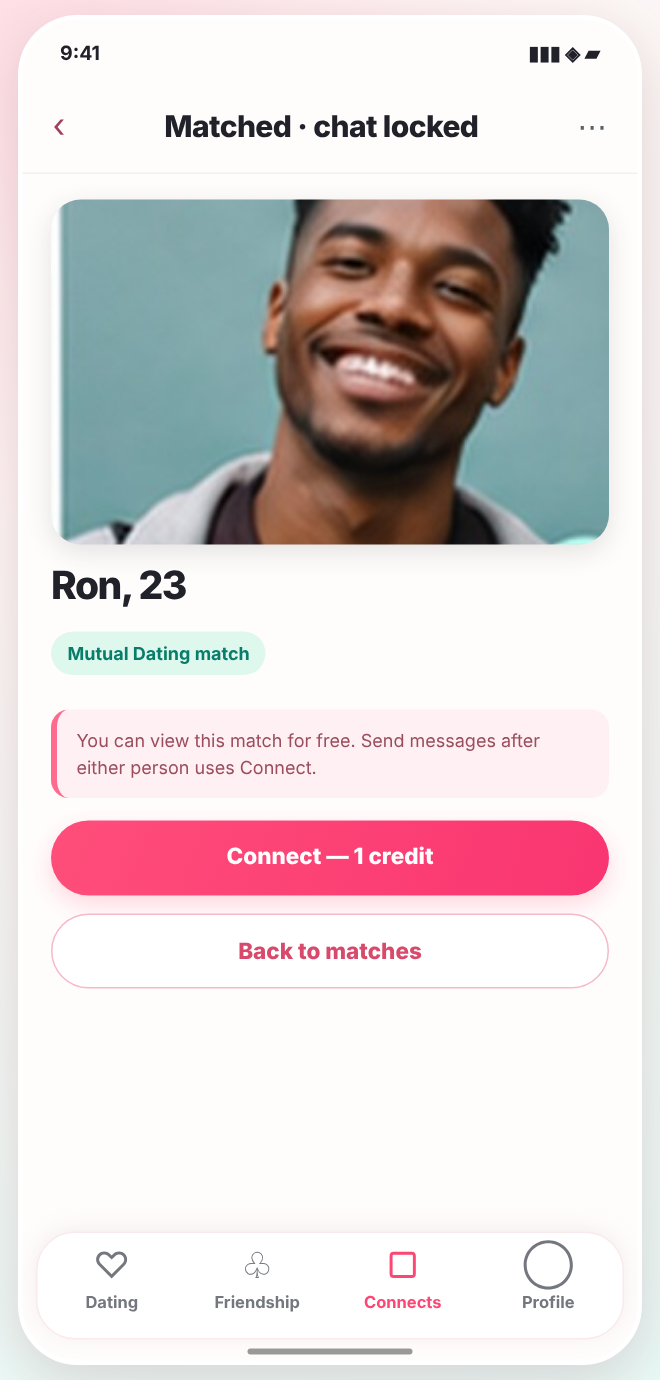 9:41
Matched · chat locked
Ron, 23
Mutual Dating match
You can view this match for free. Send messages after
either person uses Connect.
Connect — 1 credit
Back to matches
Dating
Friendship
Connects
Profile